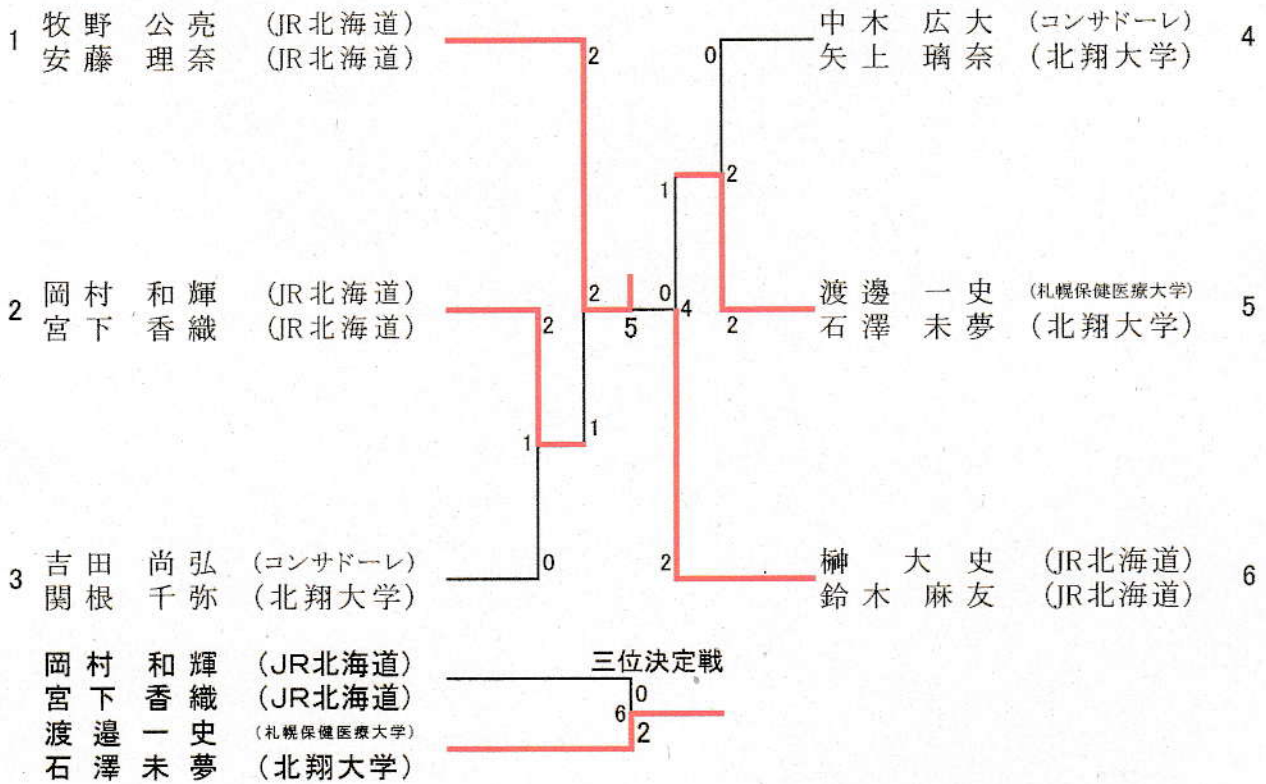 1
牧野 公亮 (JR北海道)
安藤 理奈 (JR北海道)
2
0
中木 広大 (コンサドーレ)
矢上 璃奈 (北翔大学)
4
1
2
2
岡村 和輝 (JR北海道)
宮下 香織 (JR北海道)
2
2
5
0
4
2
渡邊 一史 (札幌保健医療大学)
石澤 未夢 (北翔大学)
5
1
1
3
吉田 尚弘 (コンサドーレ)
関根 千弥 (北翔大学)
0
2
榊 大史 (JR北海道)
鈴木 麻友 (JR北海道)
6
三位決定戦
岡村 和輝 (JR北海道)
宮下 香織 (JR北海道)
渡邉 一史 (札幌保健医療大学)
石澤 未夢 (北翔大学)
0
6
2